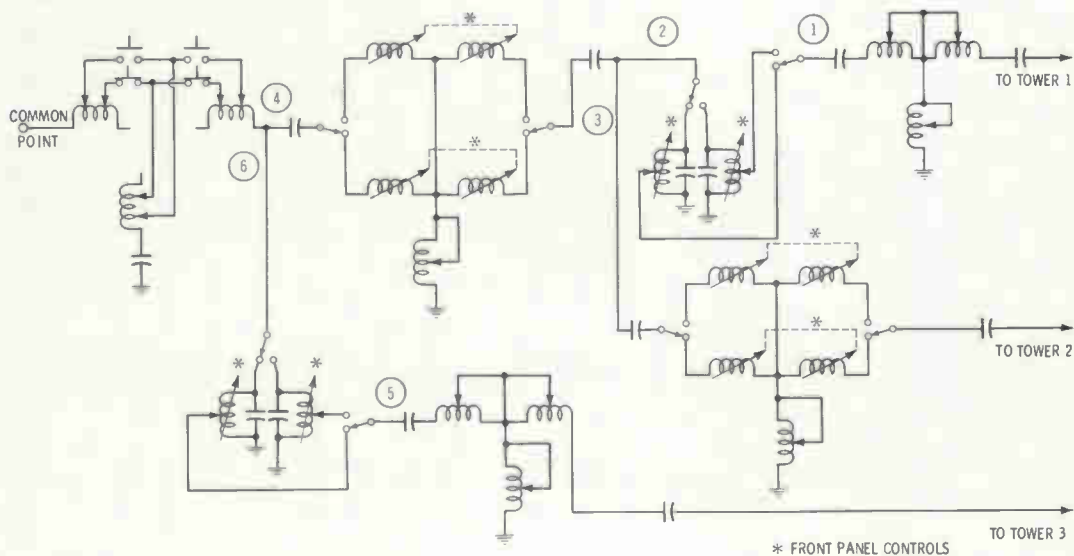 *
2
1
TO TOWER 1
COMMON
POINT
4
*
3
*
*
6
*
*
*
*
5
TO TOWER 2
TO TOWER 3
* FRONT PANEL CONTROLS